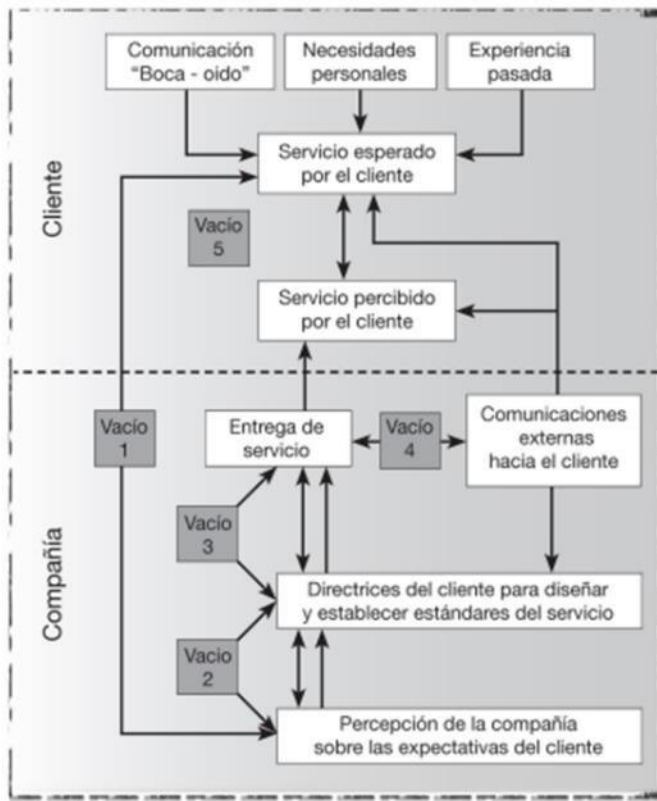 Comunicación
"Boca - oido"
Necesidades
personales
Experiencia
pasada
Cliente
Servicio esperado
por el cliente
Vacío
5
Servicio percibido
por el cliente
Compañía
Vacío
1
Entrega de
servicio
Vacío
4
Comunicaciones
externas
hacia el cliente
Vacío
3
Directrices del cliente para diseñar
y establecer estándares del servicio
Vacio
2
Percepción de la compañía
sobre las expectativas del cliente